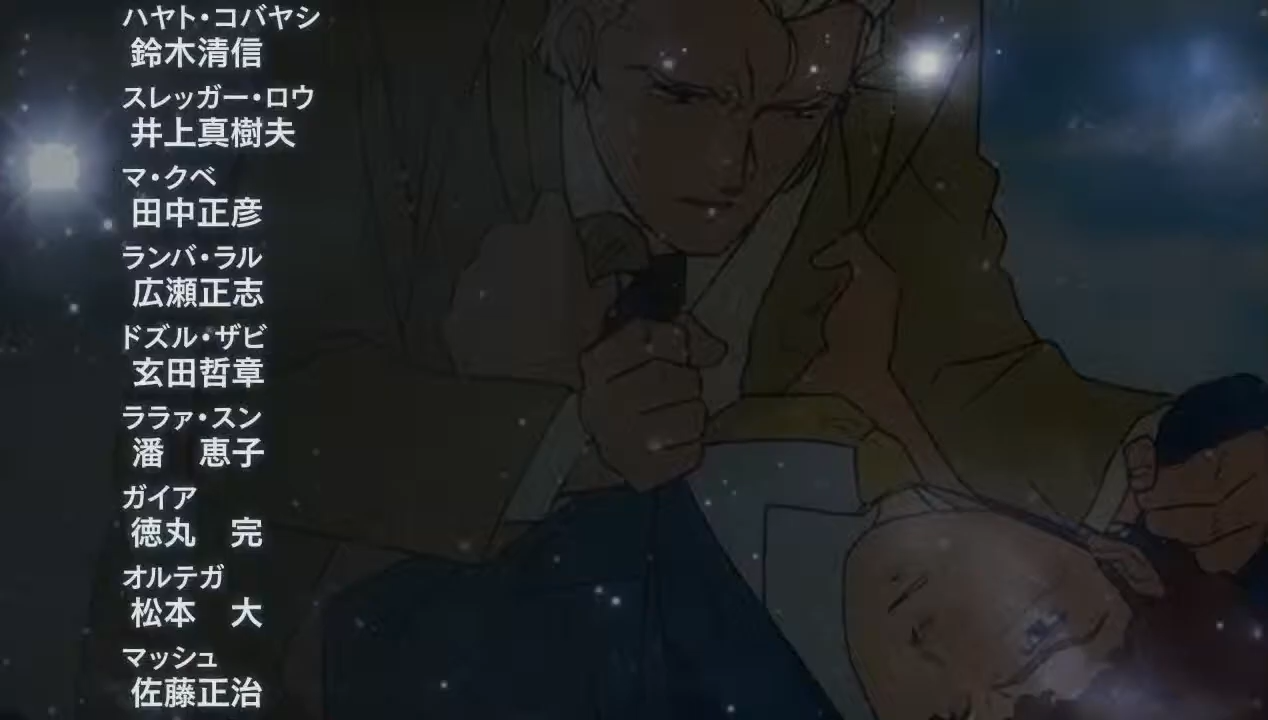 ハヤト・コバヤシ
鈴木清信
スレッガー・ロウ
井上真樹夫
マ・クベ
田中正彦
ランバ・ラル
広瀬正志
ドズル・ザビ
玄田哲章
ララァ・スン
潘　恵子
ガイア
徳丸　完
オルテガ
松本　大
マッシュ
佐藤正治